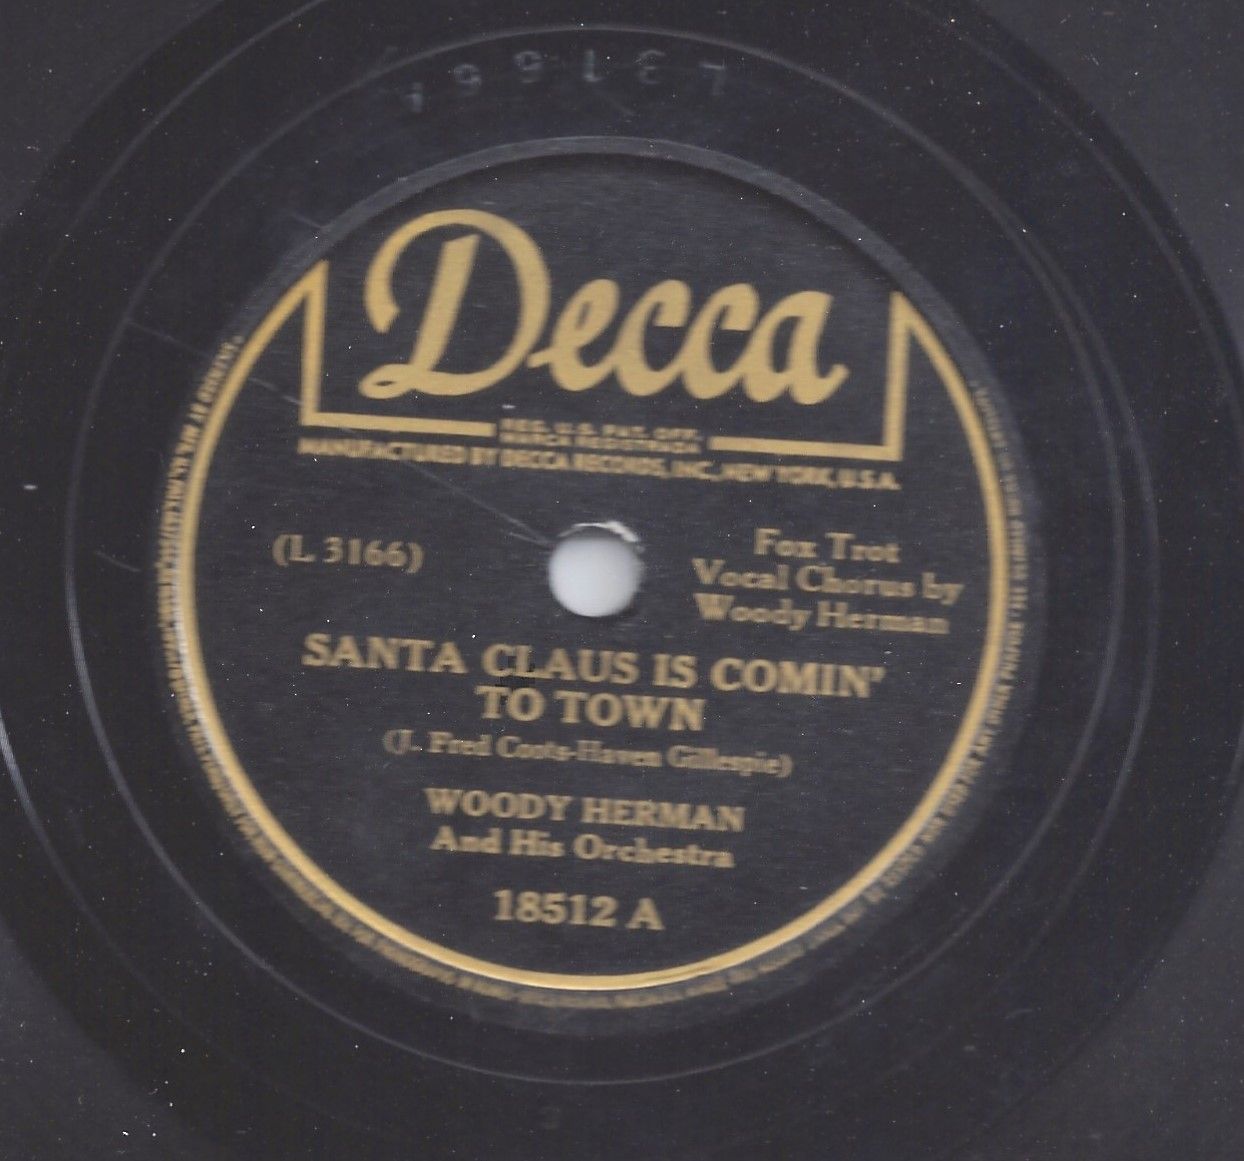 Decca
REG. U.S. PAT. OFF.
MARCA REGISTRADA
MANUFACTURED BY DECCA RECORDS, INC., NEW YORK, U.S.A.
(L 3166)
Fox Trot
Vocal Chorus by
Woody Herman
SANTA CLAUS IS COMIN'
TO TOWN
(J. Fred Coots-Haven Gillespie)
WOODY HERMAN
And His Orchestra
18512 A